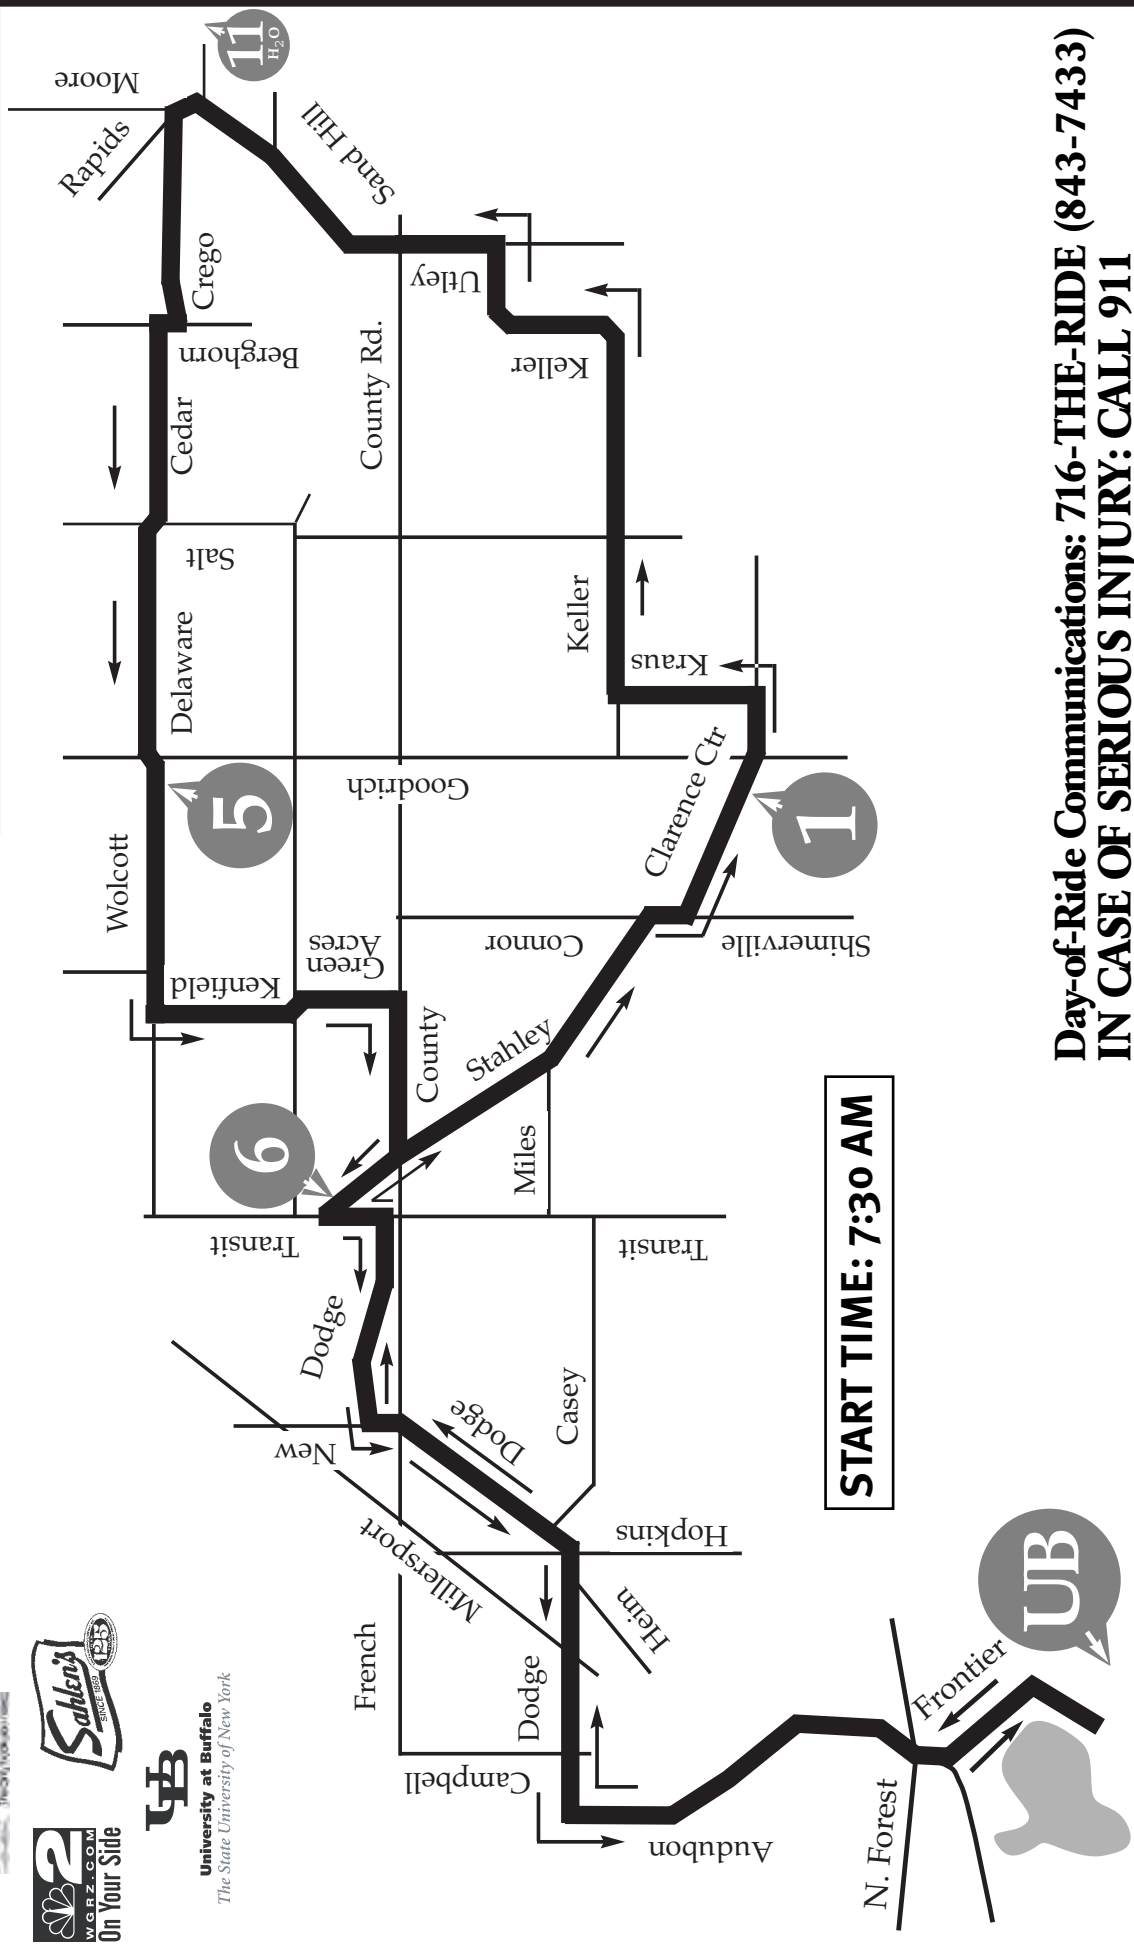 WGRZ.COM
2
On Your Side
Sahlen's
SINCE 1869
UB
University at Buffalo
The State University of New York
Moore
Rapids
11
H₂O
Sand Hill
Crego
Berghorn
Cedar
County Rd.
Utley
Keller
Salt
Delaware
Keller
Kraus
Goodrich
5
Wolcott
Clarence Ctr
1
Kenfield
Green
Acres
Connor
Shimerville
County
Stahley
6
Miles
Transit
Transit
Dodge
New
Dodge
Casey
Millersport
Hopkins
Heim
French
Dodge
Campbell
Audubon
N. Forest
Frontier
UB
START TIME: 7:30 AM
Day-of-Ride Communications: 716-THE-RIDE (843-7433)
IN CASE OF SERIOUS INJURY: CALL 911